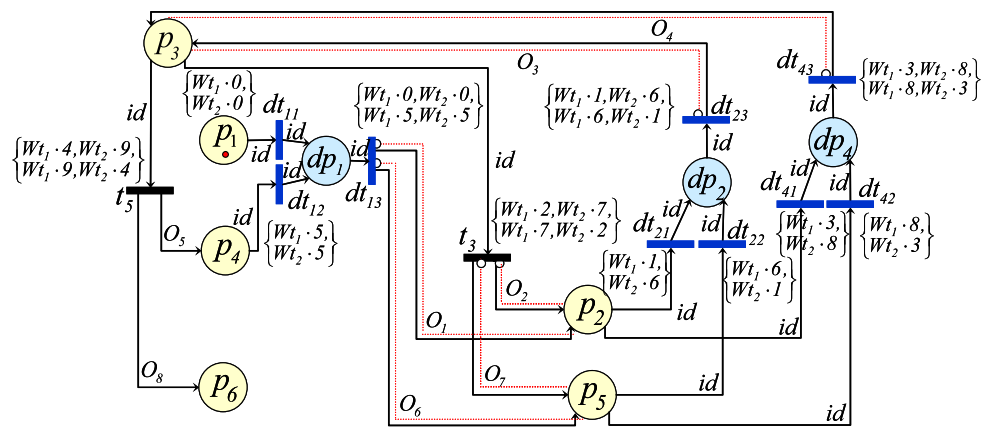 p₃
O₄
O₃
dt₄₃
{Wt₁·3,Wt₂·8,
Wt₁·8,Wt₂·3}
{Wt₁·0,
Wt₂·0}
dt₁₁
{Wt₁·0,Wt₂·0,
Wt₁·5,Wt₂·5}
{Wt₁·1,Wt₂·6,
Wt₁·6,Wt₂·1}
dt₂₃
id
id
id
p₁
id
id
dp₁
id
id
dp₄
{Wt₁·4,Wt₂·9,
Wt₁·9,Wt₂·4}
t₅
id
id
dt₁₂
dt₁₃
dp₂
id
dt₄₁
id
id
dt₄₂
O₅
p₄
{Wt₁·5,
Wt₂·5}
t₃
{Wt₁·2,Wt₂·7,
Wt₁·7,Wt₂·2}
dt₂₁
id
id
dt₂₂
{Wt₁·3,
Wt₂·8}
{Wt₁·8,
Wt₂·3}
{Wt₁·1,
Wt₂·6}
{Wt₁·6,
Wt₂·1}
O₂
p₂
id
O₁
id
O₈
p₆
O₇
p₅
id
O₆
id